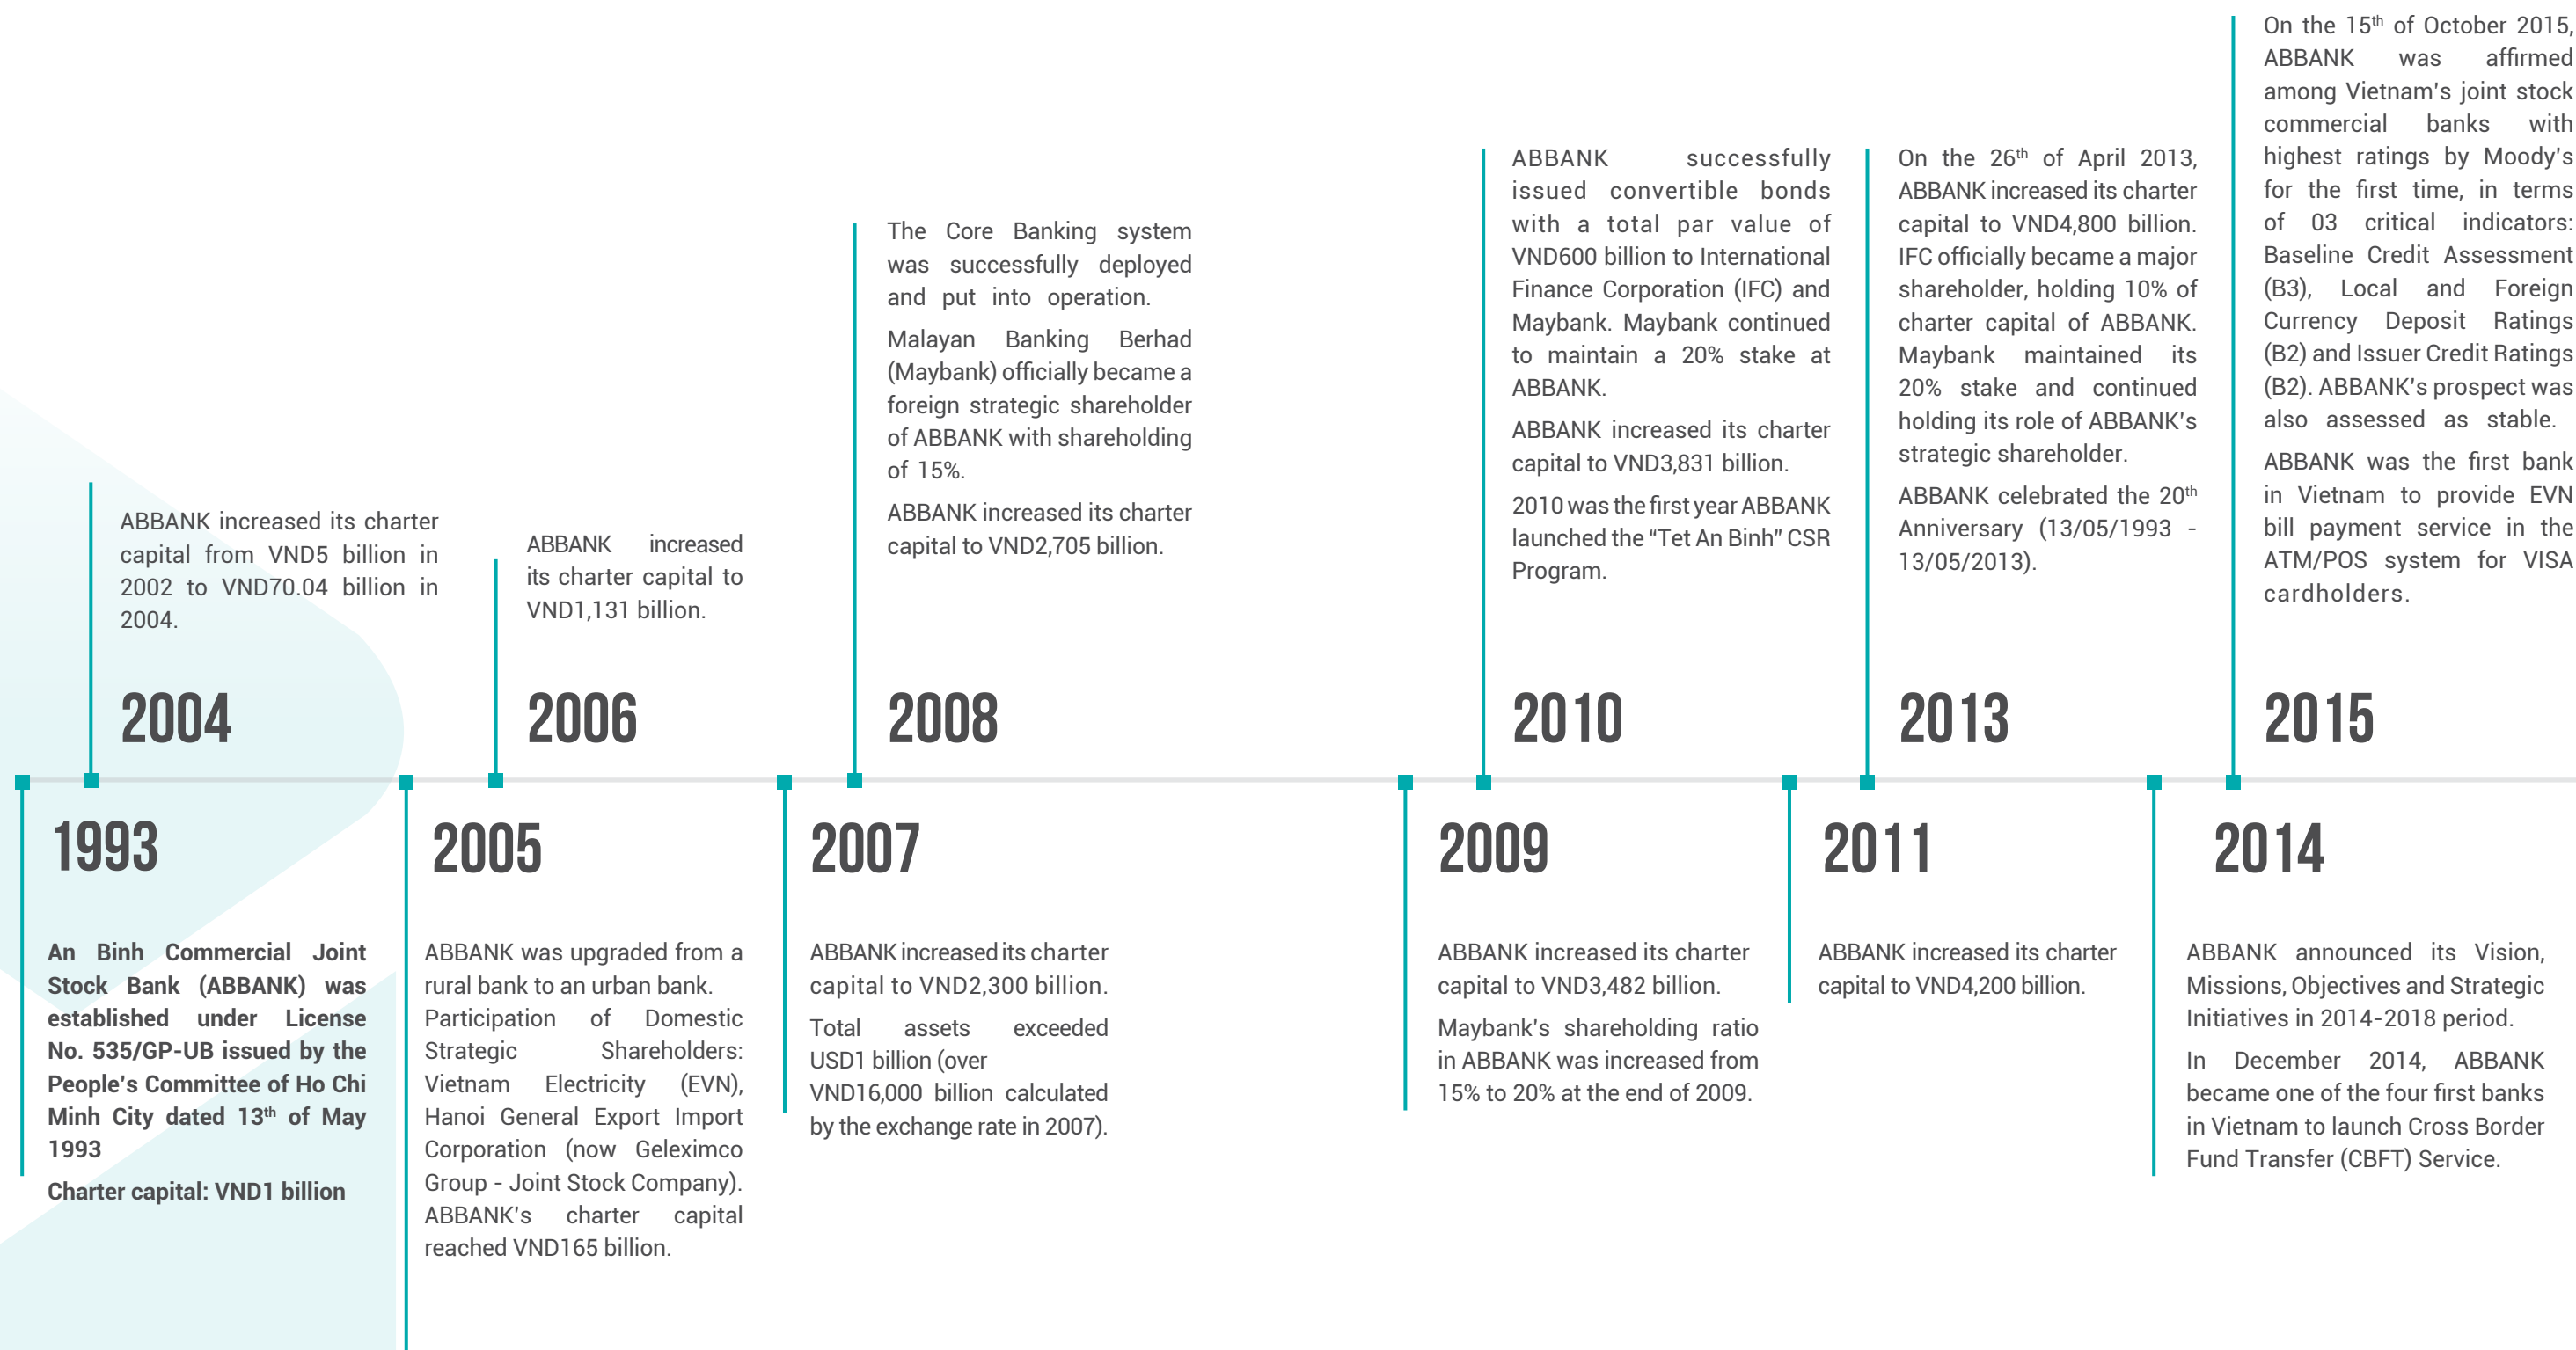 ABBANK increased its charter
capital from VND5 billion in
2002 to VND70.04 billion in
2004.
2004
1993
An Binh Commercial Joint
Stock Bank (ABBANK) was
established under License
No. 535/GP-UB issued by the
People's Committee of Ho Chi
Minh City dated 13th of May
1993
Charter capital: VND1 billion
ABBANK increased
its charter capital to
VND1,131 billion.
2006
2005
ABBANK was upgraded from a
rural bank to an urban bank.
Participation of Domestic
Strategic Shareholders:
Vietnam Electricity (EVN),
Hanoi General Export Import
Corporation (now Geleximco
Group - Joint Stock Company).
ABBANK's charter capital
reached VND165 billion.
The Core Banking system
was successfully deployed
and put into operation.
Malayan Banking Berhad
(Maybank) officially became a
foreign strategic shareholder
of ABBANK with shareholding
of 15%.
ABBANK increased its charter
capital to VND2,705 billion.
2008
2007
ABBANK increased its charter
capital to VND2,300 billion.
Total assets exceeded
USD1 billion (over
VND16,000 billion calculated
by the exchange rate in 2007).
ABBANK successfully
issued convertible bonds
with a total par value of
VND600 billion to International
Finance Corporation (IFC) and
Maybank. Maybank continued
to maintain a 20% stake at
ABBANK.
ABBANK increased its charter
capital to VND3,831 billion.
2010 was the first year ABBANK
launched the “Tet An Binh” CSR
Program.
2010
2009
ABBANK increased its charter
capital to VND3,482 billion.
Maybank's shareholding ratio
in ABBANK was increased from
15% to 20% at the end of 2009.
On the 26th of April 2013,
ABBANK increased its charter
capital to VND4,800 billion.
IFC officially became a major
shareholder, holding 10% of
charter capital of ABBANK.
Maybank maintained its
20% stake and continued
holding its role of ABBANK's
strategic shareholder.
ABBANK celebrated the 20th
Anniversary (13/05/1993 -
13/05/2013).
2013
2011
ABBANK increased its charter
capital to VND4,200 billion.
On the 15th of October 2015,
ABBANK was affirmed
among Vietnam's joint stock
commercial banks with
highest ratings by Moody's
for the first time, in terms
of 03 critical indicators:
Baseline Credit Assessment
(B3), Local and Foreign
Currency Deposit Ratings
(B2) and Issuer Credit Ratings
(B2). ABBANK's prospect was
also assessed as stable.
ABBANK was the first bank
in Vietnam to provide EVN
bill payment service in the
ATM/POS system for VISA
cardholders.
2015
2014
ABBANK announced its Vision,
Missions, Objectives and Strategic
Initiatives in 2014-2018 period.
In December 2014, ABBANK
became one of the four first banks
in Vietnam to launch Cross Border
Fund Transfer (CBFT) Service.